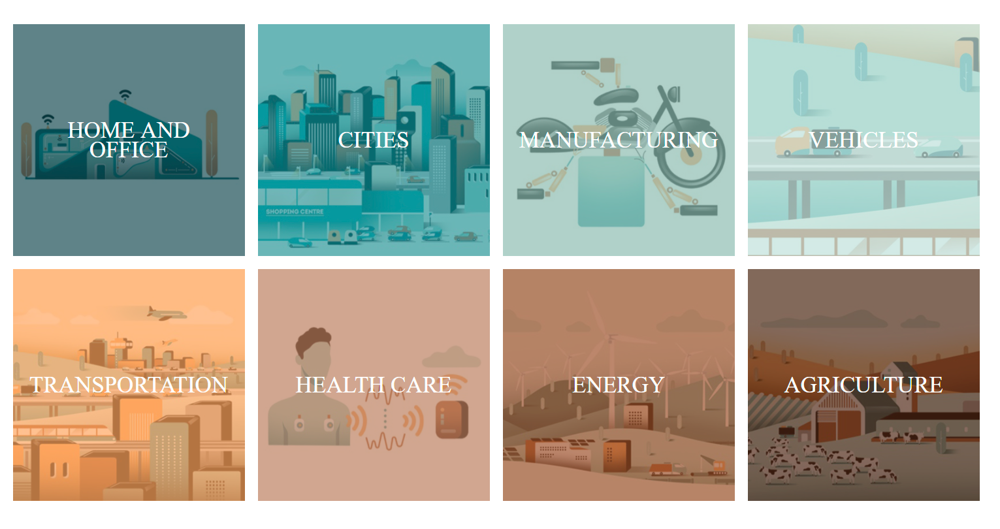 HOME AND
OFFICE
CITIES
SHOPPING CENTRE
MANUFACTURING
VEHICLES
TRANSPORTATION
HEALTH CARE
ENERGY
AGRICULTURE